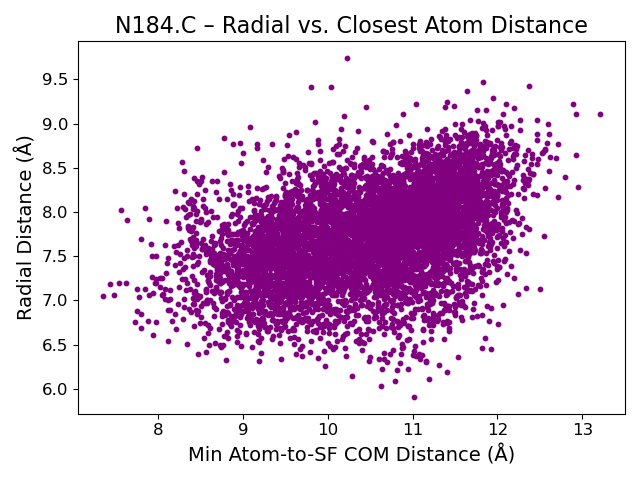 N184.C – Radial vs. Closest Atom Distance
Radial Distance (Å)
9.5
9.0
8.5
8.0
7.5
7.0
6.5
6.0
8 9 10 11 12 13
Min Atom-to-SF COM Distance (Å)